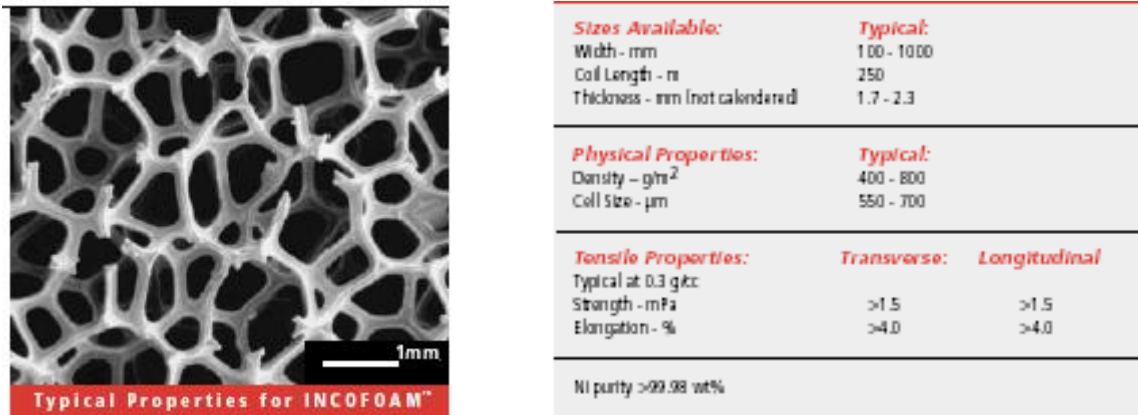 1mm
Typical Properties for INCOFOAM™
Sizes Available: Typical:
Width - mm 100 - 1000
Coil Length - m 250
Thickness - mm [not calendered] 1.7 - 2.3
Physical Properties: Typical:
Density – g/m² 400 - 800
Cell Size - µm 550 - 700
Tensile Properties: Transverse: Longitudinal
Typical at 0.3 g/cc
Strength - mPa >1.5 >1.5
Elongation - % >4.0 >4.0
Ni purity >99.98 wt%